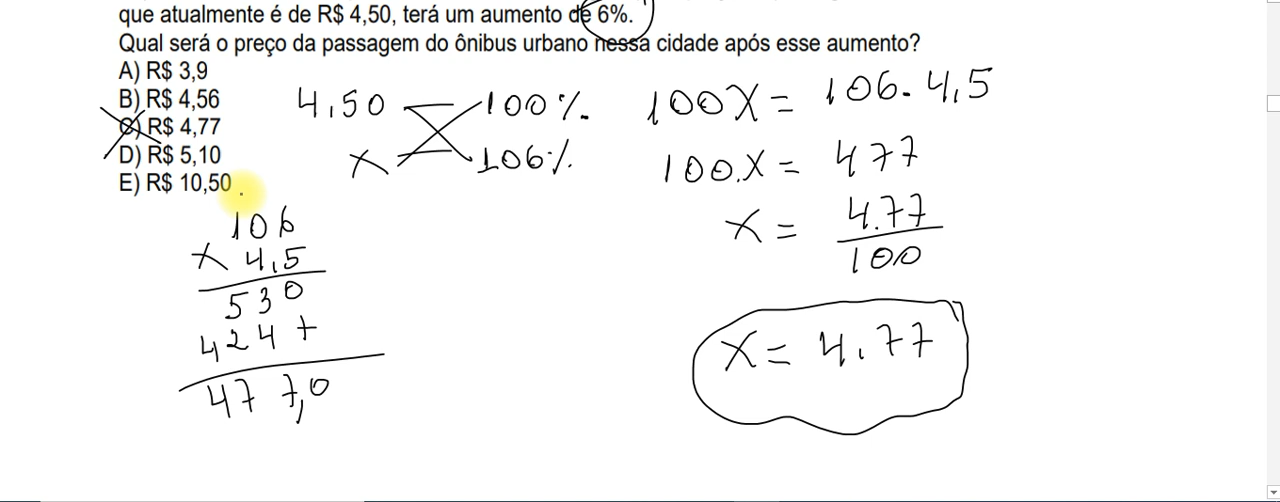 que atualmente é de R$ 4,50, terá um aumento de 6%.
Qual será o preço da passagem do ônibus urbano nessa cidade após esse aumento?
A) R$ 3,9
B) R$ 4,56
C) R$ 4,77
D) R$ 5,10
E) R$ 10,50
4,50 100%
x 106%
106
x 4,5
530
424+
477,0
100x = 106. 4,5
100.x = 477
x = 4.77
100
x = 4.77